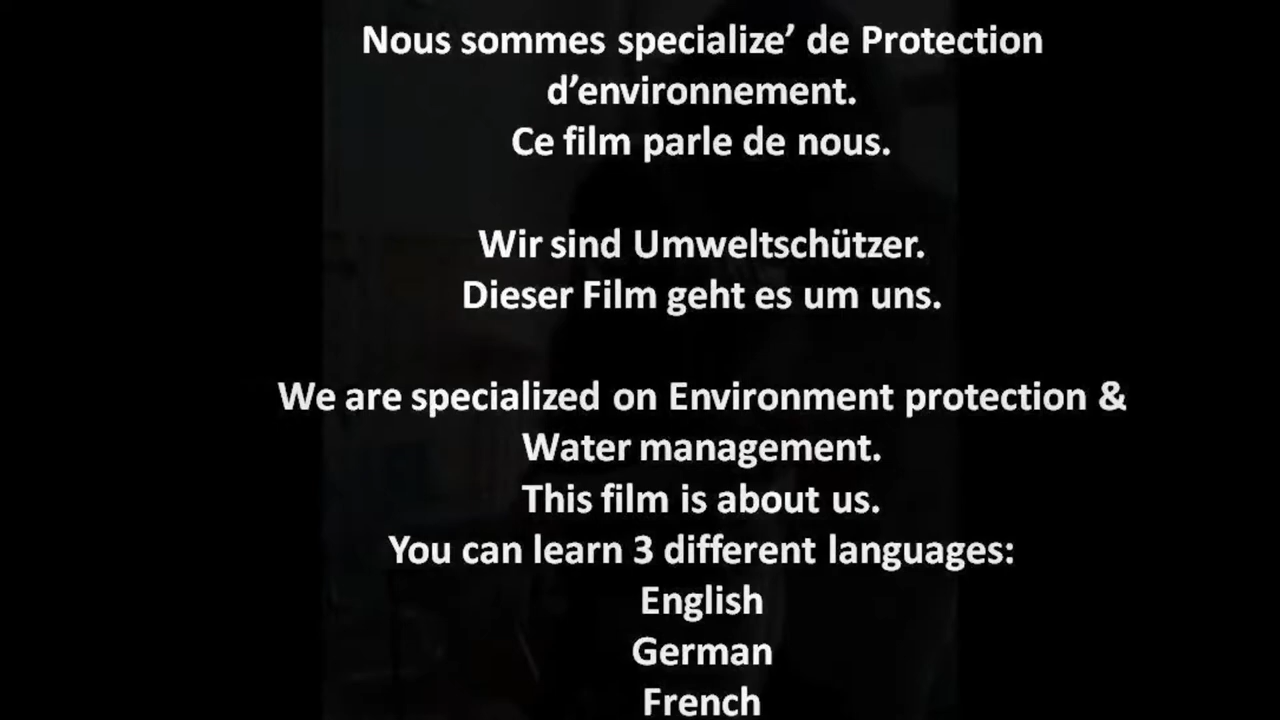 Nous sommes specialize’ de Protection
d’environnement.
Ce film parle de nous.
Wir sind Umweltschützer.
Dieser Film geht es um uns.
We are specialized on Environment protection &
Water management.
This film is about us.
You can learn 3 different languages:
English
German
French